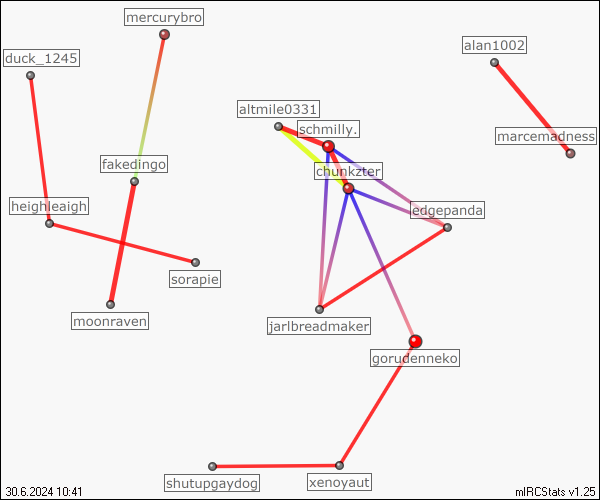 mercurybro
alan1002
duck_1245
altmile0331
schmilly.
marcemadness
fakedingo
chunkzter
heighleaigh
edgepanda
sorapie
moonraven
jarlbreadmaker
gorudenneko
shutupgaydog
xenoyaut
30.6.2024 10:41
mIRCStats v1.25